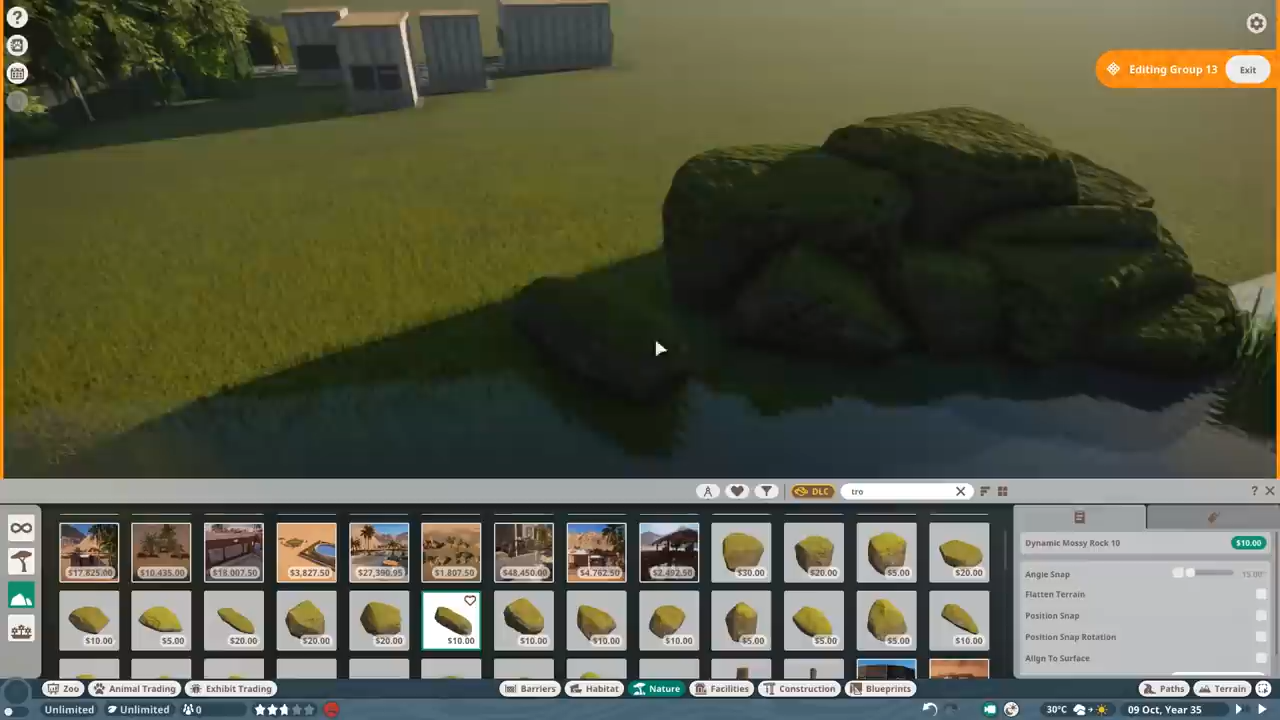 Editing Group 13 Exit
DLC tro
$17,625.00 $10,435.00 $18,007.50 $3,827.50 $27,390.95 $1,807.50 $48,450.00 $4,762.50 $2,492.50 $30.00 $20.00 $5.00 $20.00
Dynamic Mossy Rock 10 $10.00
Angle Snap 15.00°
Flatten Terrain
$10.00 $5.00 $20.00 $20.00 $20.00 $10.00 $10.00 $10.00 $10.00 $5.00 $5.00 $5.00 $10.00
Position Snap
Position Snap Rotation
Align To Surface
Zoo Animal Trading Exhibit Trading Barriers Habitat Nature Facilities Construction Blueprints Paths Terrain
Unlimited Unlimited 0 30°C 09 Oct, Year 35